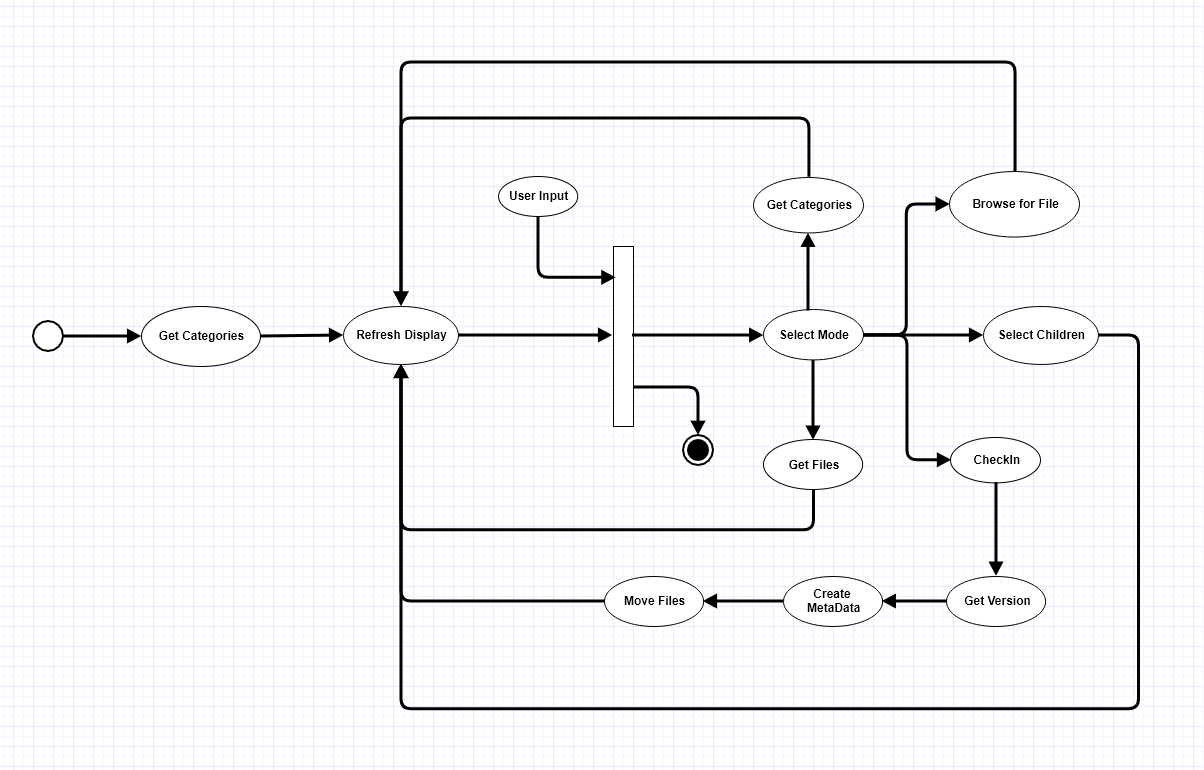 User Input
Get Categories
Browse for File
Get Categories
Refresh Display
Select Mode
Select Children
Get Files
CheckIn
Move Files
Create
MetaData
Get Version